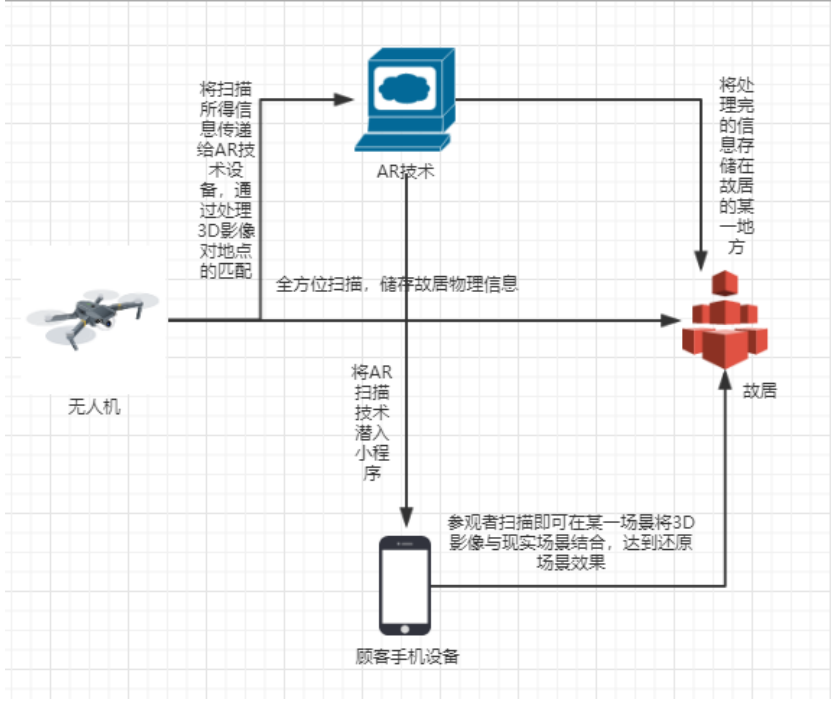 将扫描
所得信
息传递
给AR技
术设
备，通
过处理
3D影像
对地点
的匹配
AR技术
将处
理完
的信
息存
储在
故居
的某
一地
方
全方位扫描，储存故居物理信息
无人机
故居
将AR
扫描
技术
潜入
小程
序
参观者扫描即可在某一场景将3D
影像与现实场景结合，达到还原
场景效果
顾客手机设备